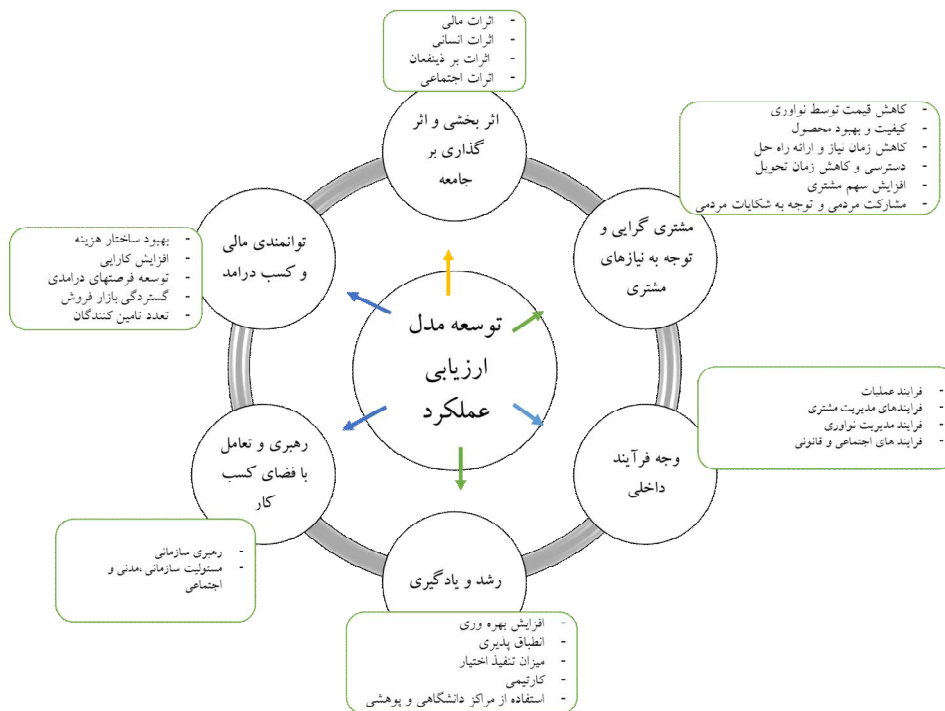 - اثرات مالی
- اثرات انسانی
- اثرات بر ذینفعان
- اثرات اجتماعی
اثر بخشی و اثر
گذاری بر
جامعه
- کاهش قیمت توسط نواوری
- کیفیت و بهبود محصول
- کاهش زمان نیاز و ارائه راه حل
- دسترسی و کاهش زمان تحویل
- افزایش سهم مشتری
- مشارکت مردمی و توجه به شکایات مردمی
مشتری گرایی و
توجه به نیازهای
مشتری
توانمندی مالی
و کسب درامد
- بهبود ساختار هزینه
- افزایش کارایی
- توسعه فرصتهای درامدی
- گستردگی بازار فروش
- تعدد تامین کنندگان
توسعه مدل
ارزیابی
عملکرد
- فرایند عملیات
- فرایندهای مدیریت مشتری
- فرایند مدیریت نواوری
- فرایند های اجتماعی و قانونی
وجه فرآیند
داخلی
رهبری و تعامل
با فضای کسب
کار
- رهبری سازمانی
- مسئولیت سازمانی ،مدنی و
اجتماعی
رشد و یادگیری
- افزایش بهره وری
- انطباق پذیری
- میزان تنفیذ اختیار
- کارتیمی
- استفاده از مراکز دانشگاهی و پوهشی